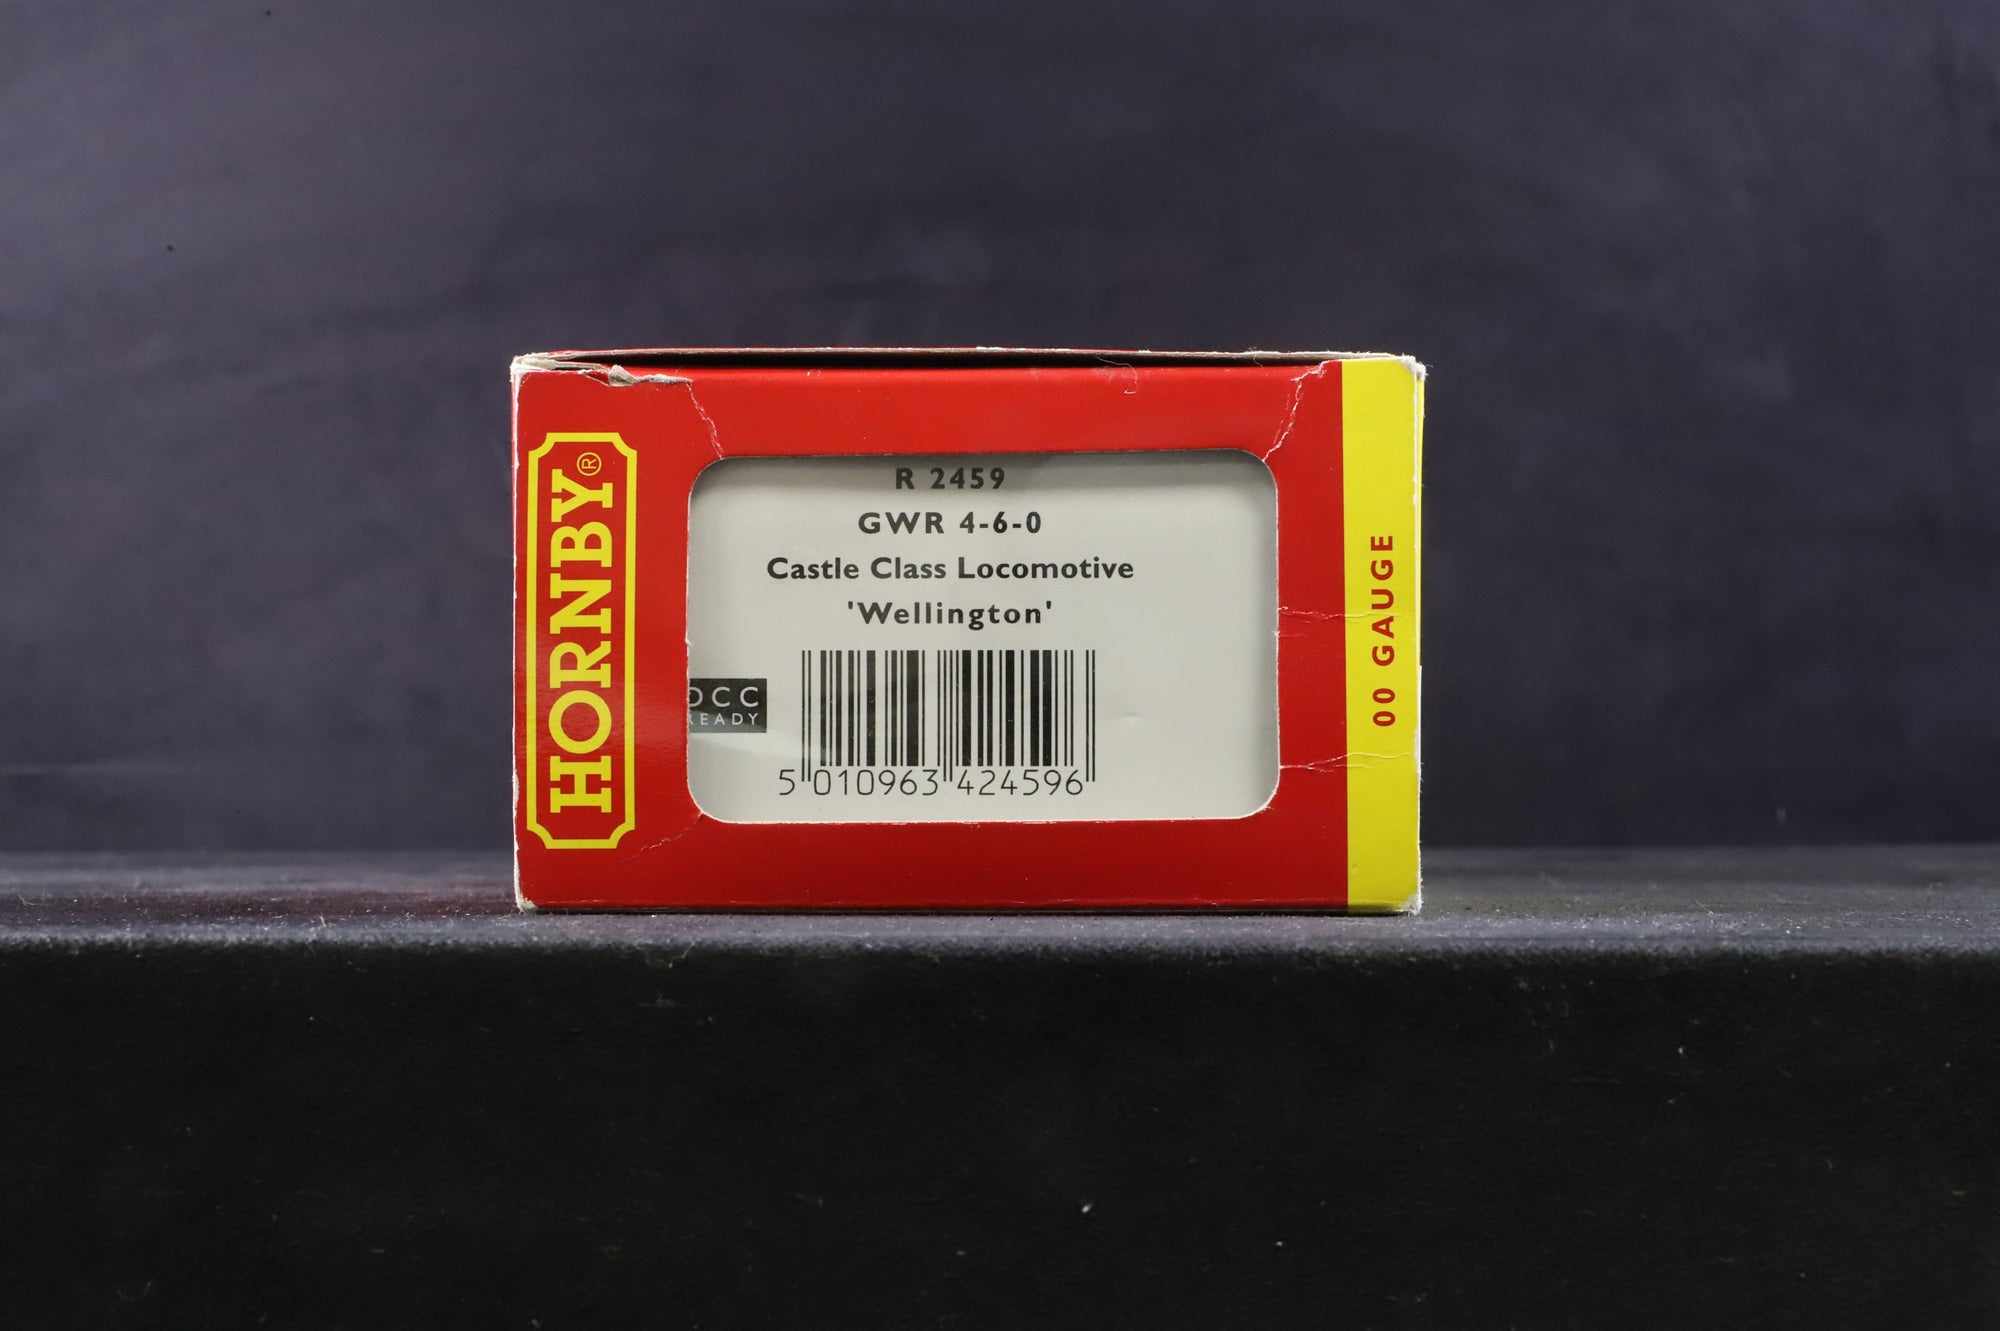 HORNBY®
R 2459
GWR 4-6-0
Castle Class Locomotive
'Wellington'
DCC
READY
5 010963 424596
00 GAUGE